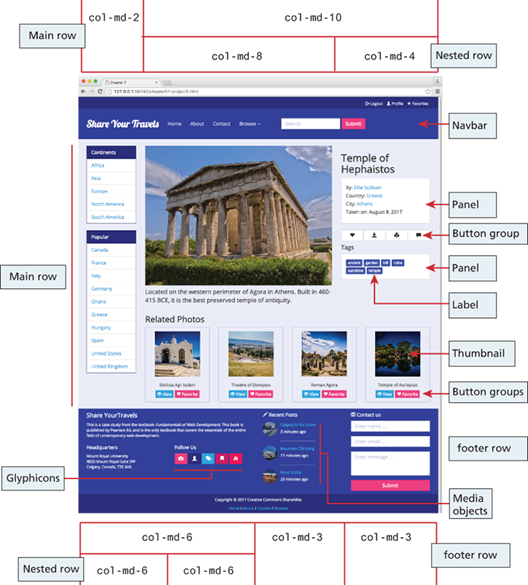 col-md-2
col-md-10
Main row
col-md-8
col-md-4
Nested row
Chapter 7
127.0.0.1:56742/chapter07-project3.html
Logout Profile Favorites
Share Your Travels
Home About Contact Browse
Search
Submit
Navbar
Continents
Africa
Asia
Europe
North America
South America
Popular
Canada
France
Italy
Germany
Ghana
Greece
Hungary
Spain
United States
United Kingdom
Main row
Located on the western perimeter of Agora in Athens. Built in 460-
415 BCE, it is the best preserved temple of antiquity.
Temple of
Hephaistos
By: Ellie Sullivan
Country: Greece
City: Athens
Taken on: August 8, 2017
Panel
Button group
Tags
ancient garden hill ruins
sunshine temple
Panel
Label
Related Photos
Ekklisia Agii Isidori
View Favorite
Theatre of Dionysos
View Favorite
Roman Agora
View Favorite
Temple of Asclepius
View Favorite
Thumbnail
Button groups
Share YourTravels
This is a case study from the textbook Fundamentals of Web Development. This book is
published by Pearson Ed, and is the only textbook that covers the essentials of the entire
field of contemporary web development.
Headquarters
Mount Royal University
4825 Mount Royal Gate SW
Calgary, Canada, T3E 6K6
Follow Us
Recent Posts
Calgary in the Snow
3 minutes ago
Mountain Climbing
17 minutes ago
23 minutes ago
Contact us
Enter name ...
Enter email ...
Enter message ...
Submit
footer row
Glyphicons
Media
objects
Copyright © 2017 Creative Commons ShareAlike
Home / About / Contact / Browse
col-md-6
col-md-3
col-md-3
footer row
Nested row
col-md-6
col-md-6